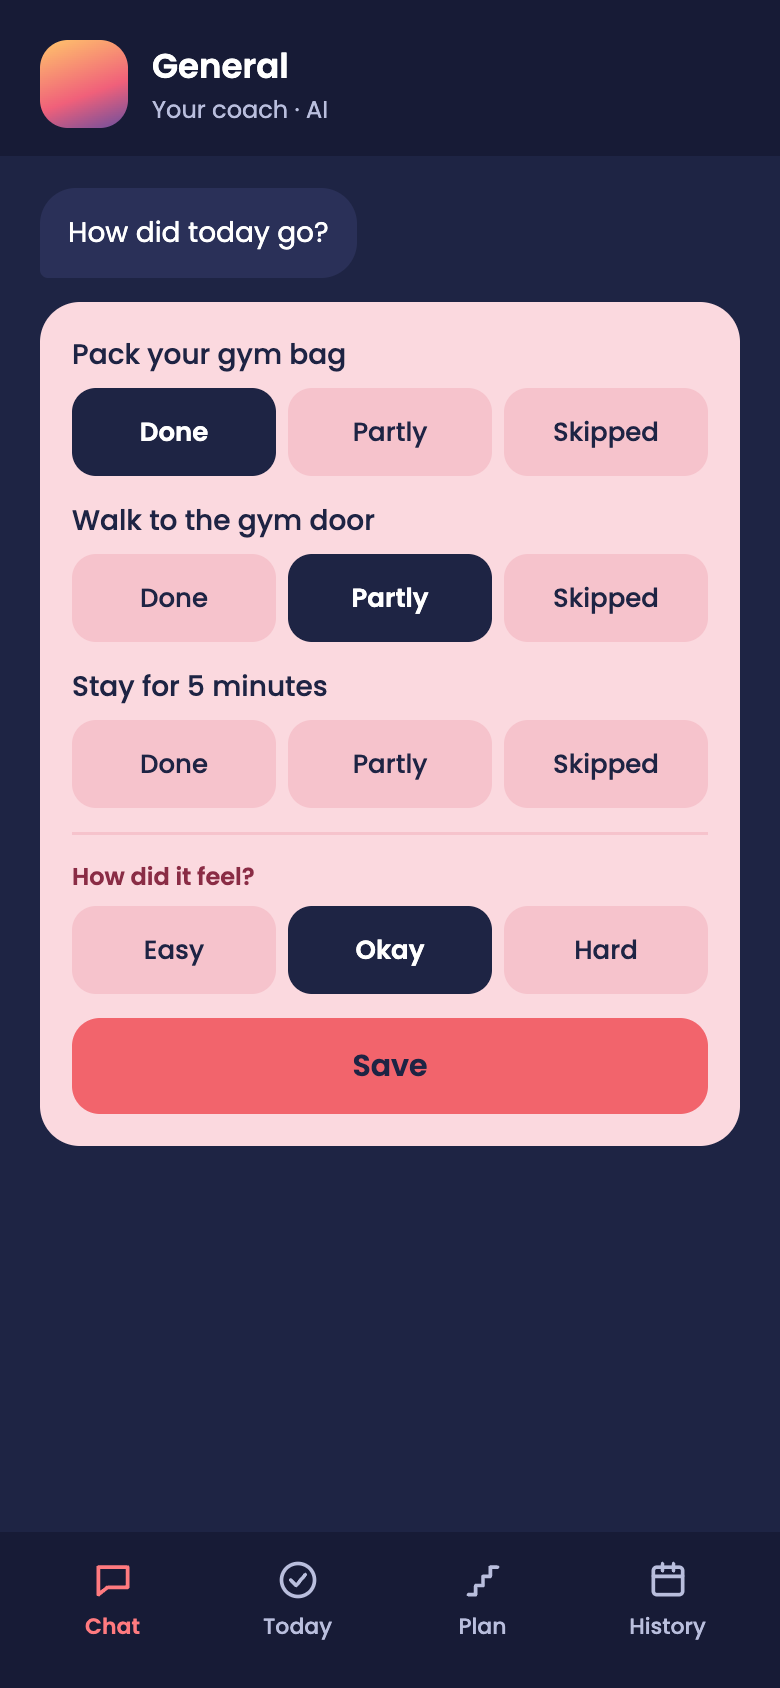 General
Your coach · AI
How did today go?
Pack your gym bag
Done Partly Skipped
Walk to the gym door
Done Partly Skipped
Stay for 5 minutes
Done Partly Skipped
How did it feel?
Easy Okay Hard
Save
Chat Today Plan History